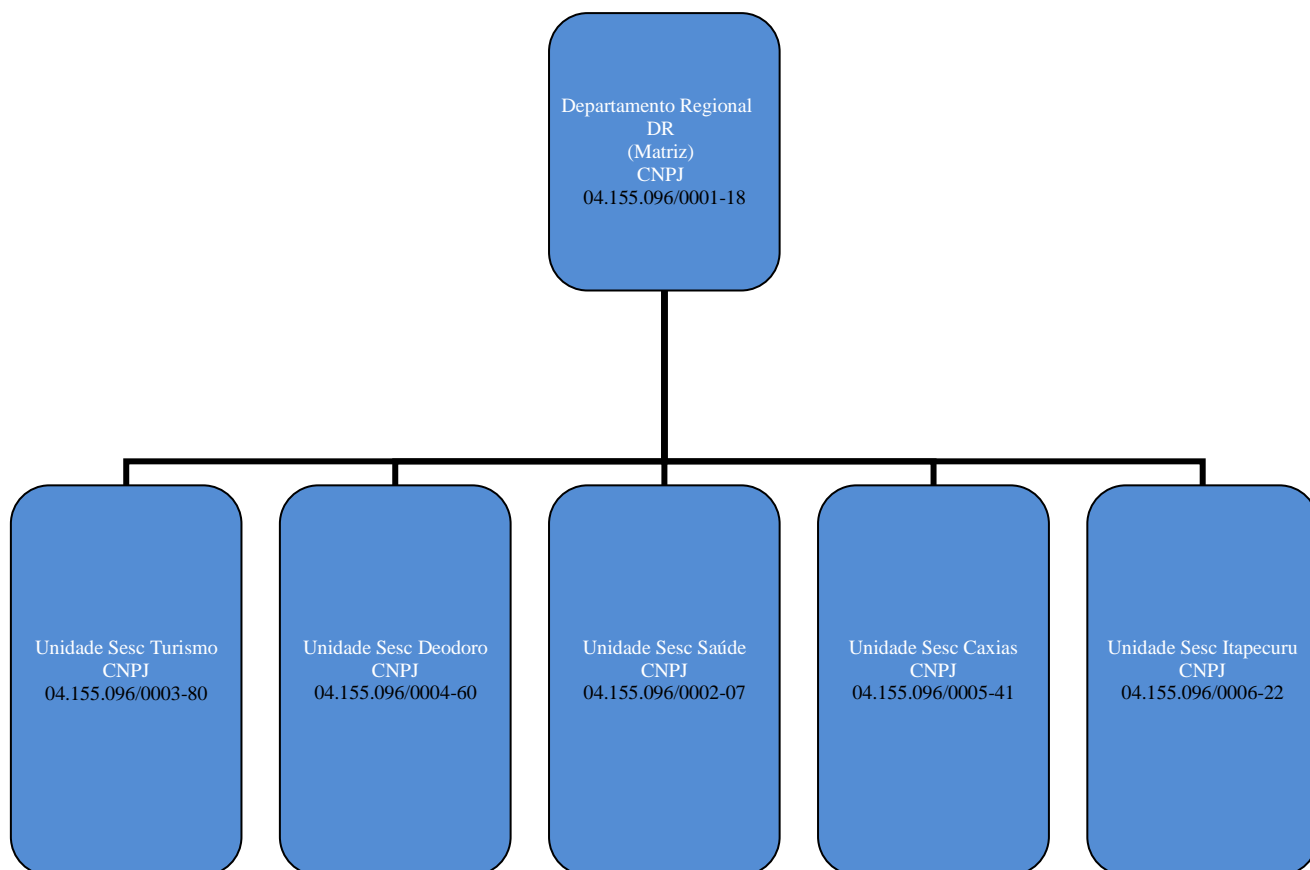 Departamento Regional
DR
(Matriz)
CNPJ
04.155.096/0001-18
Unidade Sesc Turismo
CNPJ
04.155.096/0003-80
Unidade Sesc Deodoro
CNPJ
04.155.096/0004-60
Unidade Sesc Saúde
CNPJ
04.155.096/0002-07
Unidade Sesc Caxias
CNPJ
04.155.096/0005-41
Unidade Sesc Itapecuru
CNPJ
04.155.096/0006-22